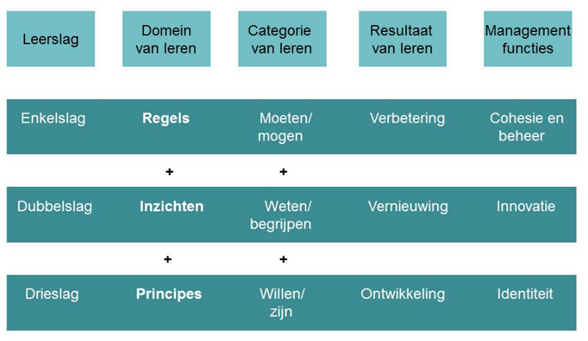 Leerslag
Domein
van leren
Categorie
van leren
Resultaat
van leren
Management
functies
Enkelslag
Regels
Moeten/
mogen
Verbetering
Cohesie en
beheer
+
+
Dubbelslag
Inzichten
Weten/
begrijpen
Vernieuwing
Innovatie
+
+
Drieslag
Principes
Willen/
zijn
Ontwikkeling
Identiteit